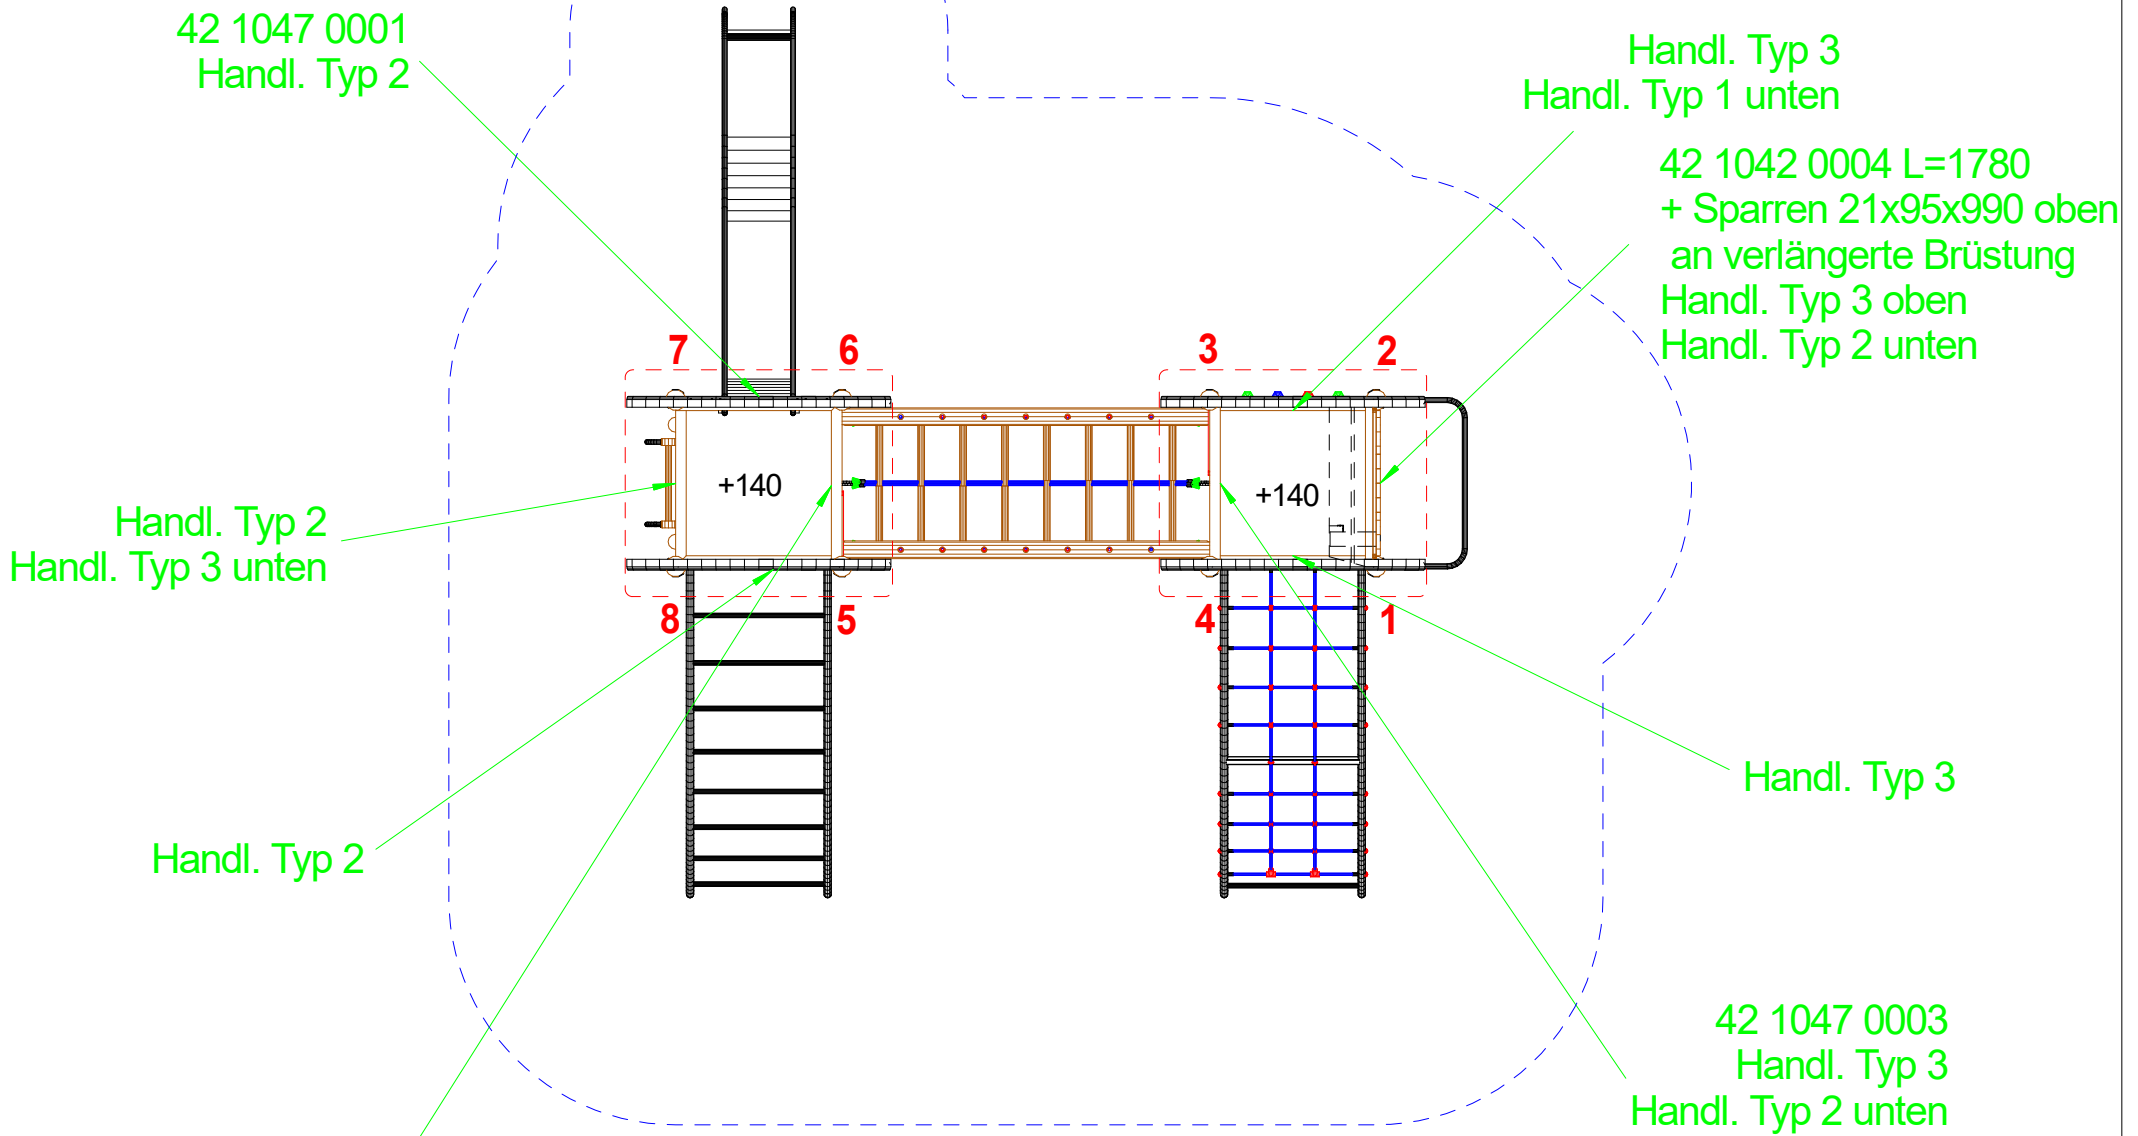 42 1047 0001
Handl. Typ 2
Handl. Typ 3
Handl. Typ 1 unten
42 1042 0004 L=1780
+ Sparren 21x95x990 oben
an verlängerte Brüstung
Handl. Typ 3 oben
Handl. Typ 2 unten
7
6
3
2
+140
+140
Handl. Typ 2
Handl. Typ 3 unten
8
5
4
1
Handl. Typ 3
Handl. Typ 2
42 1047 0003
Handl. Typ 3
Handl. Typ 2 unten